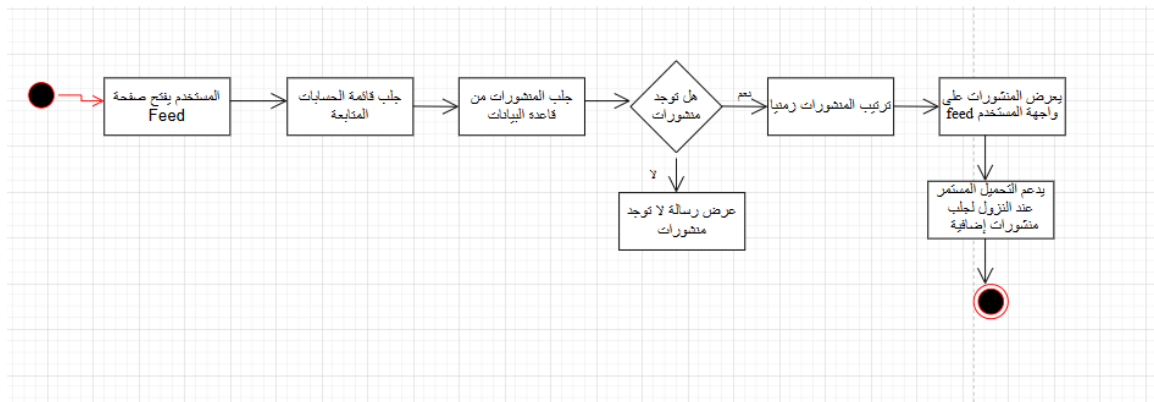 المستخدم يفتح صفحة
Feed
جلب قائمة الحسابات
المتابعة
جلب المنشورات من
قاعده البيانات
هل توجد
منشورات
نعم
لا
عرض رسالة لا توجد
منشورات
ترتيب المنشورات زمنيا
يعرض المنشورات على
واجهة المستخدم feed
يدعم التحميل المستمر
عند النزول لجلب
منشورات إضافية